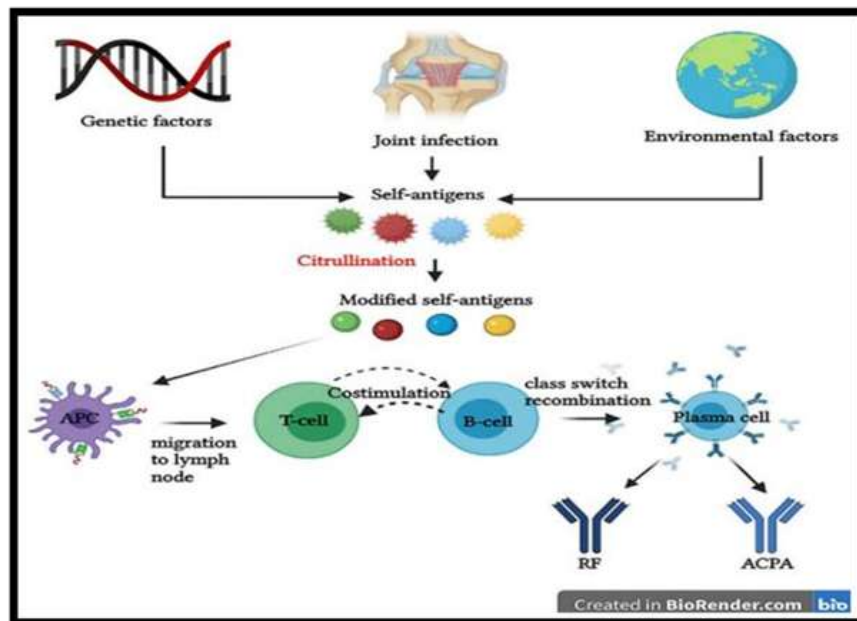 Genetic factors
Joint infection
Environmental factors
Self-antigens
Citrullination
Modified self-antigens
APC
migration
to lymph
node
T-cell
Costimulation
B-cell
class switch
recombination
Plasma cell
RF
ACPA
Created in BioRender.com bio